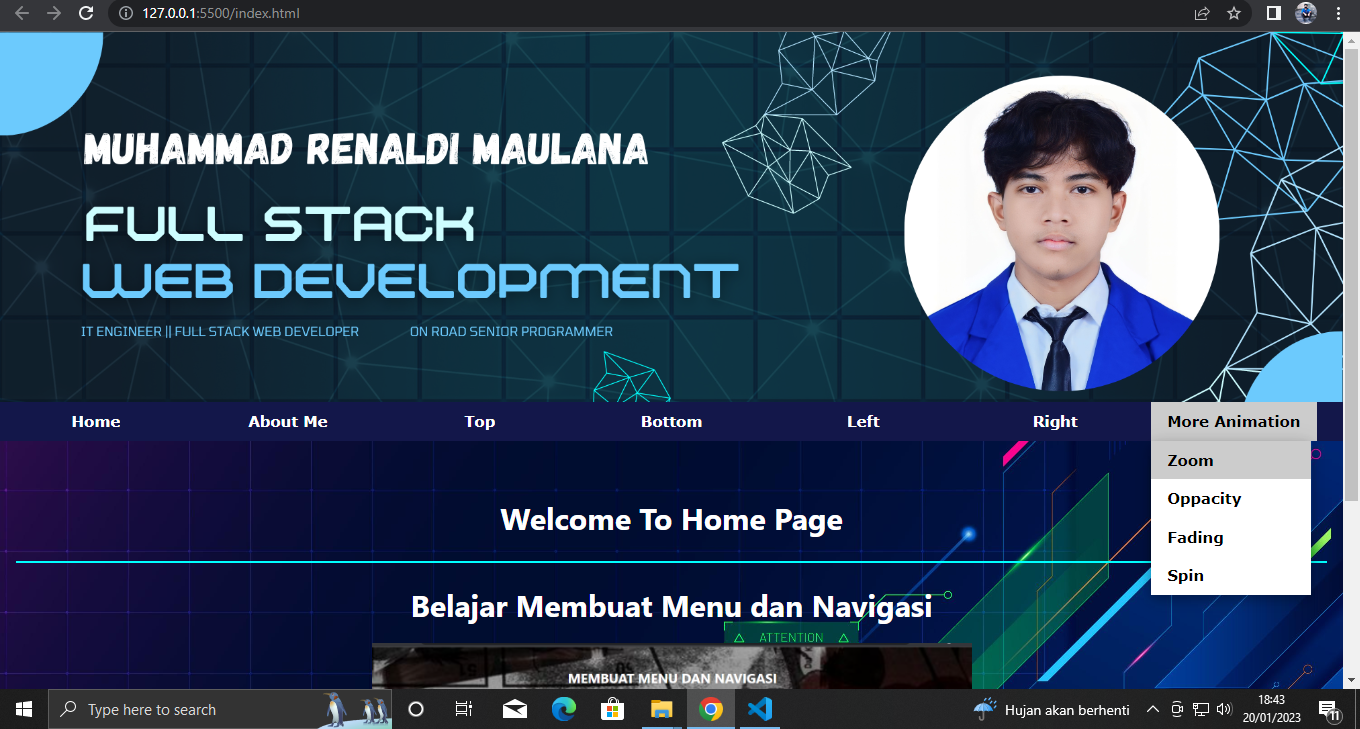 127.0.0.1:5500/index.html
MUHAMMAD RENALDI MAULANA
FULL STACK
WEB DEVELOPMENT
IT ENGINEER || FULL STACK WEB DEVELOPER ON ROAD SENIOR PROGRAMMER
Home About Me Top Bottom Left Right More Animation
Zoom
Oppacity
Fading
Spin
Welcome To Home Page
Belajar Membuat Menu dan Navigasi
ATTENTION
MEMBUAT MENU DAN NAVIGASI
Type here to search
Hujan akan berhenti
18:43
20/01/2023
11